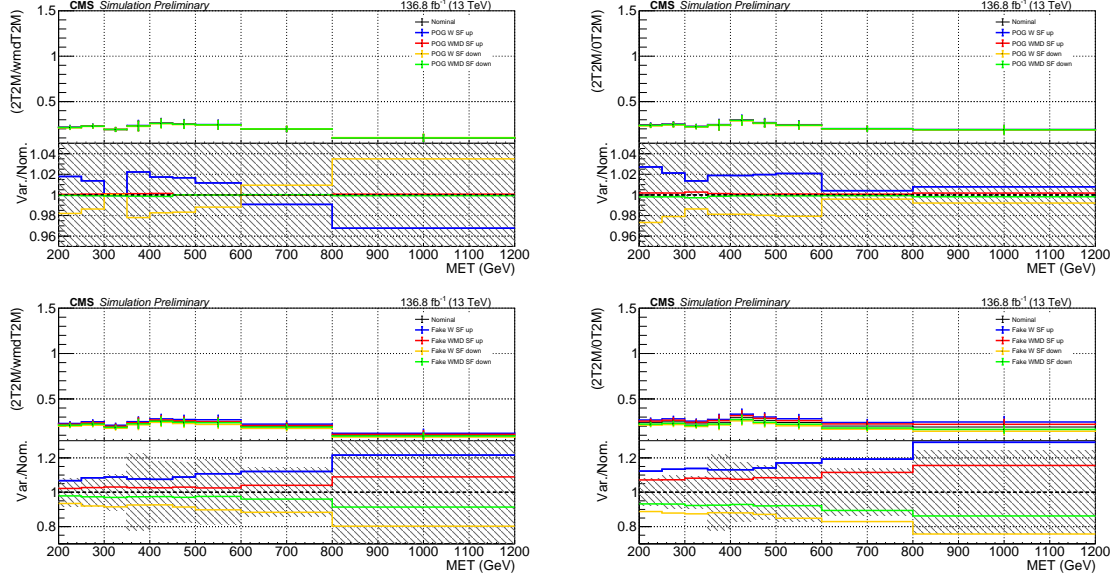 CMS Simulation Preliminary 136.8 fb⁻¹ (13 TeV)
(2T2M/wmdT2M)
1.5
1
0.5
Nominal
POG W SF up
POG WMD SF up
POG W SF down
POG WMD SF down
Var./Nom.
1.04
1.02
1
0.98
0.96
200 300 400 500 600 700 800 900 1000 1100 1200
MET (GeV)
CMS Simulation Preliminary 136.8 fb⁻¹ (13 TeV)
(2T2M/0T2M)
1.5
1
0.5
Nominal
POG W SF up
POG WMD SF up
POG W SF down
POG WMD SF down
Var./Nom.
1.04
1.02
1
0.98
0.96
200 300 400 500 600 700 800 900 1000 1100 1200
MET (GeV)
CMS Simulation Preliminary 136.8 fb⁻¹ (13 TeV)
(2T2M/wmdT2M)
1.5
1
0.5
Nominal
Fake W SF up
Fake WMD SF up
Fake W SF down
Fake WMD SF down
Var./Nom.
1.2
1
0.8
200 300 400 500 600 700 800 900 1000 1100 1200
MET (GeV)
CMS Simulation Preliminary 136.8 fb⁻¹ (13 TeV)
(2T2M/0T2M)
1.5
1
0.5
Nominal
Fake W SF up
Fake WMD SF up
Fake W SF down
Fake WMD SF down
Var./Nom.
1.2
1
0.8
200 300 400 500 600 700 800 900 1000 1100 1200
MET (GeV)